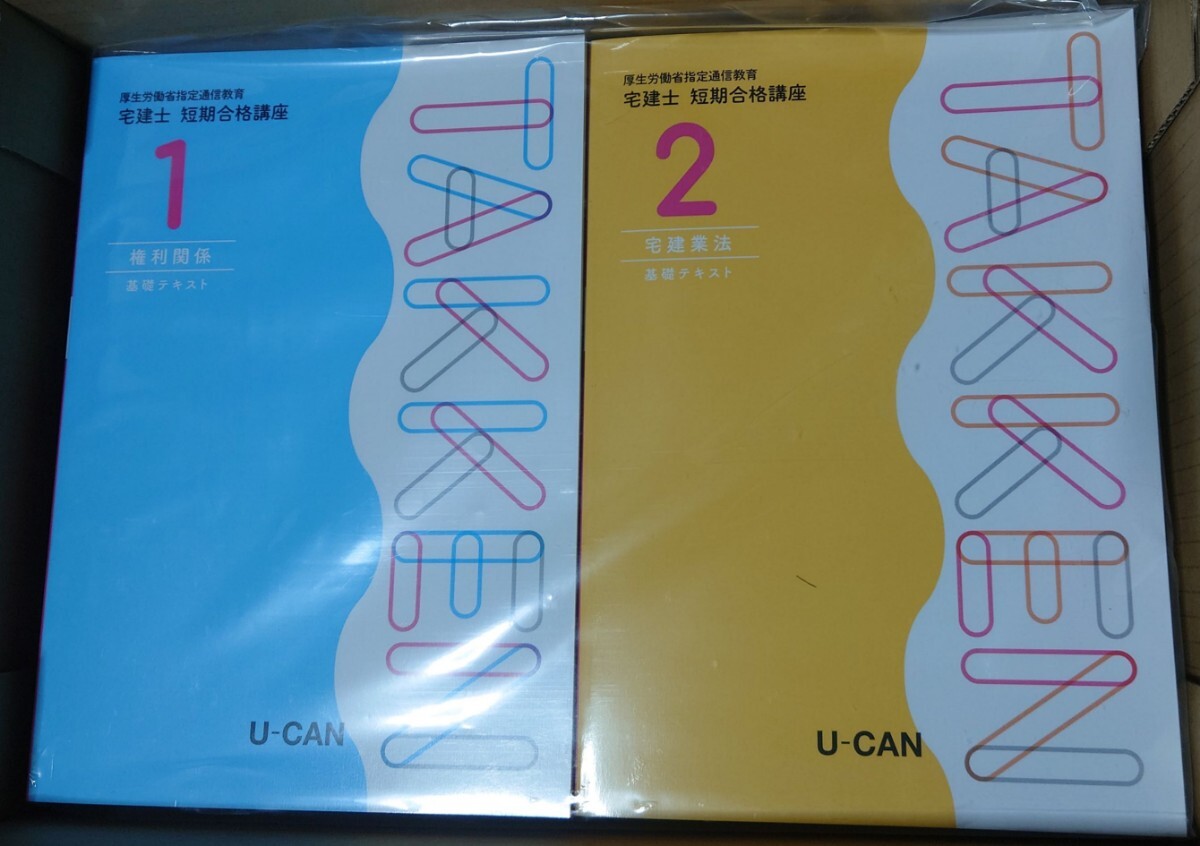 厚生労働省指定通信教育
宅建士 短期合格講座
1
権利関係
基礎テキスト
TAKKEN
U-CAN
厚生労働省指定通信教育
宅建士 短期合格講座
2
宅建業法
基礎テキスト
TAKKEN
U-CAN